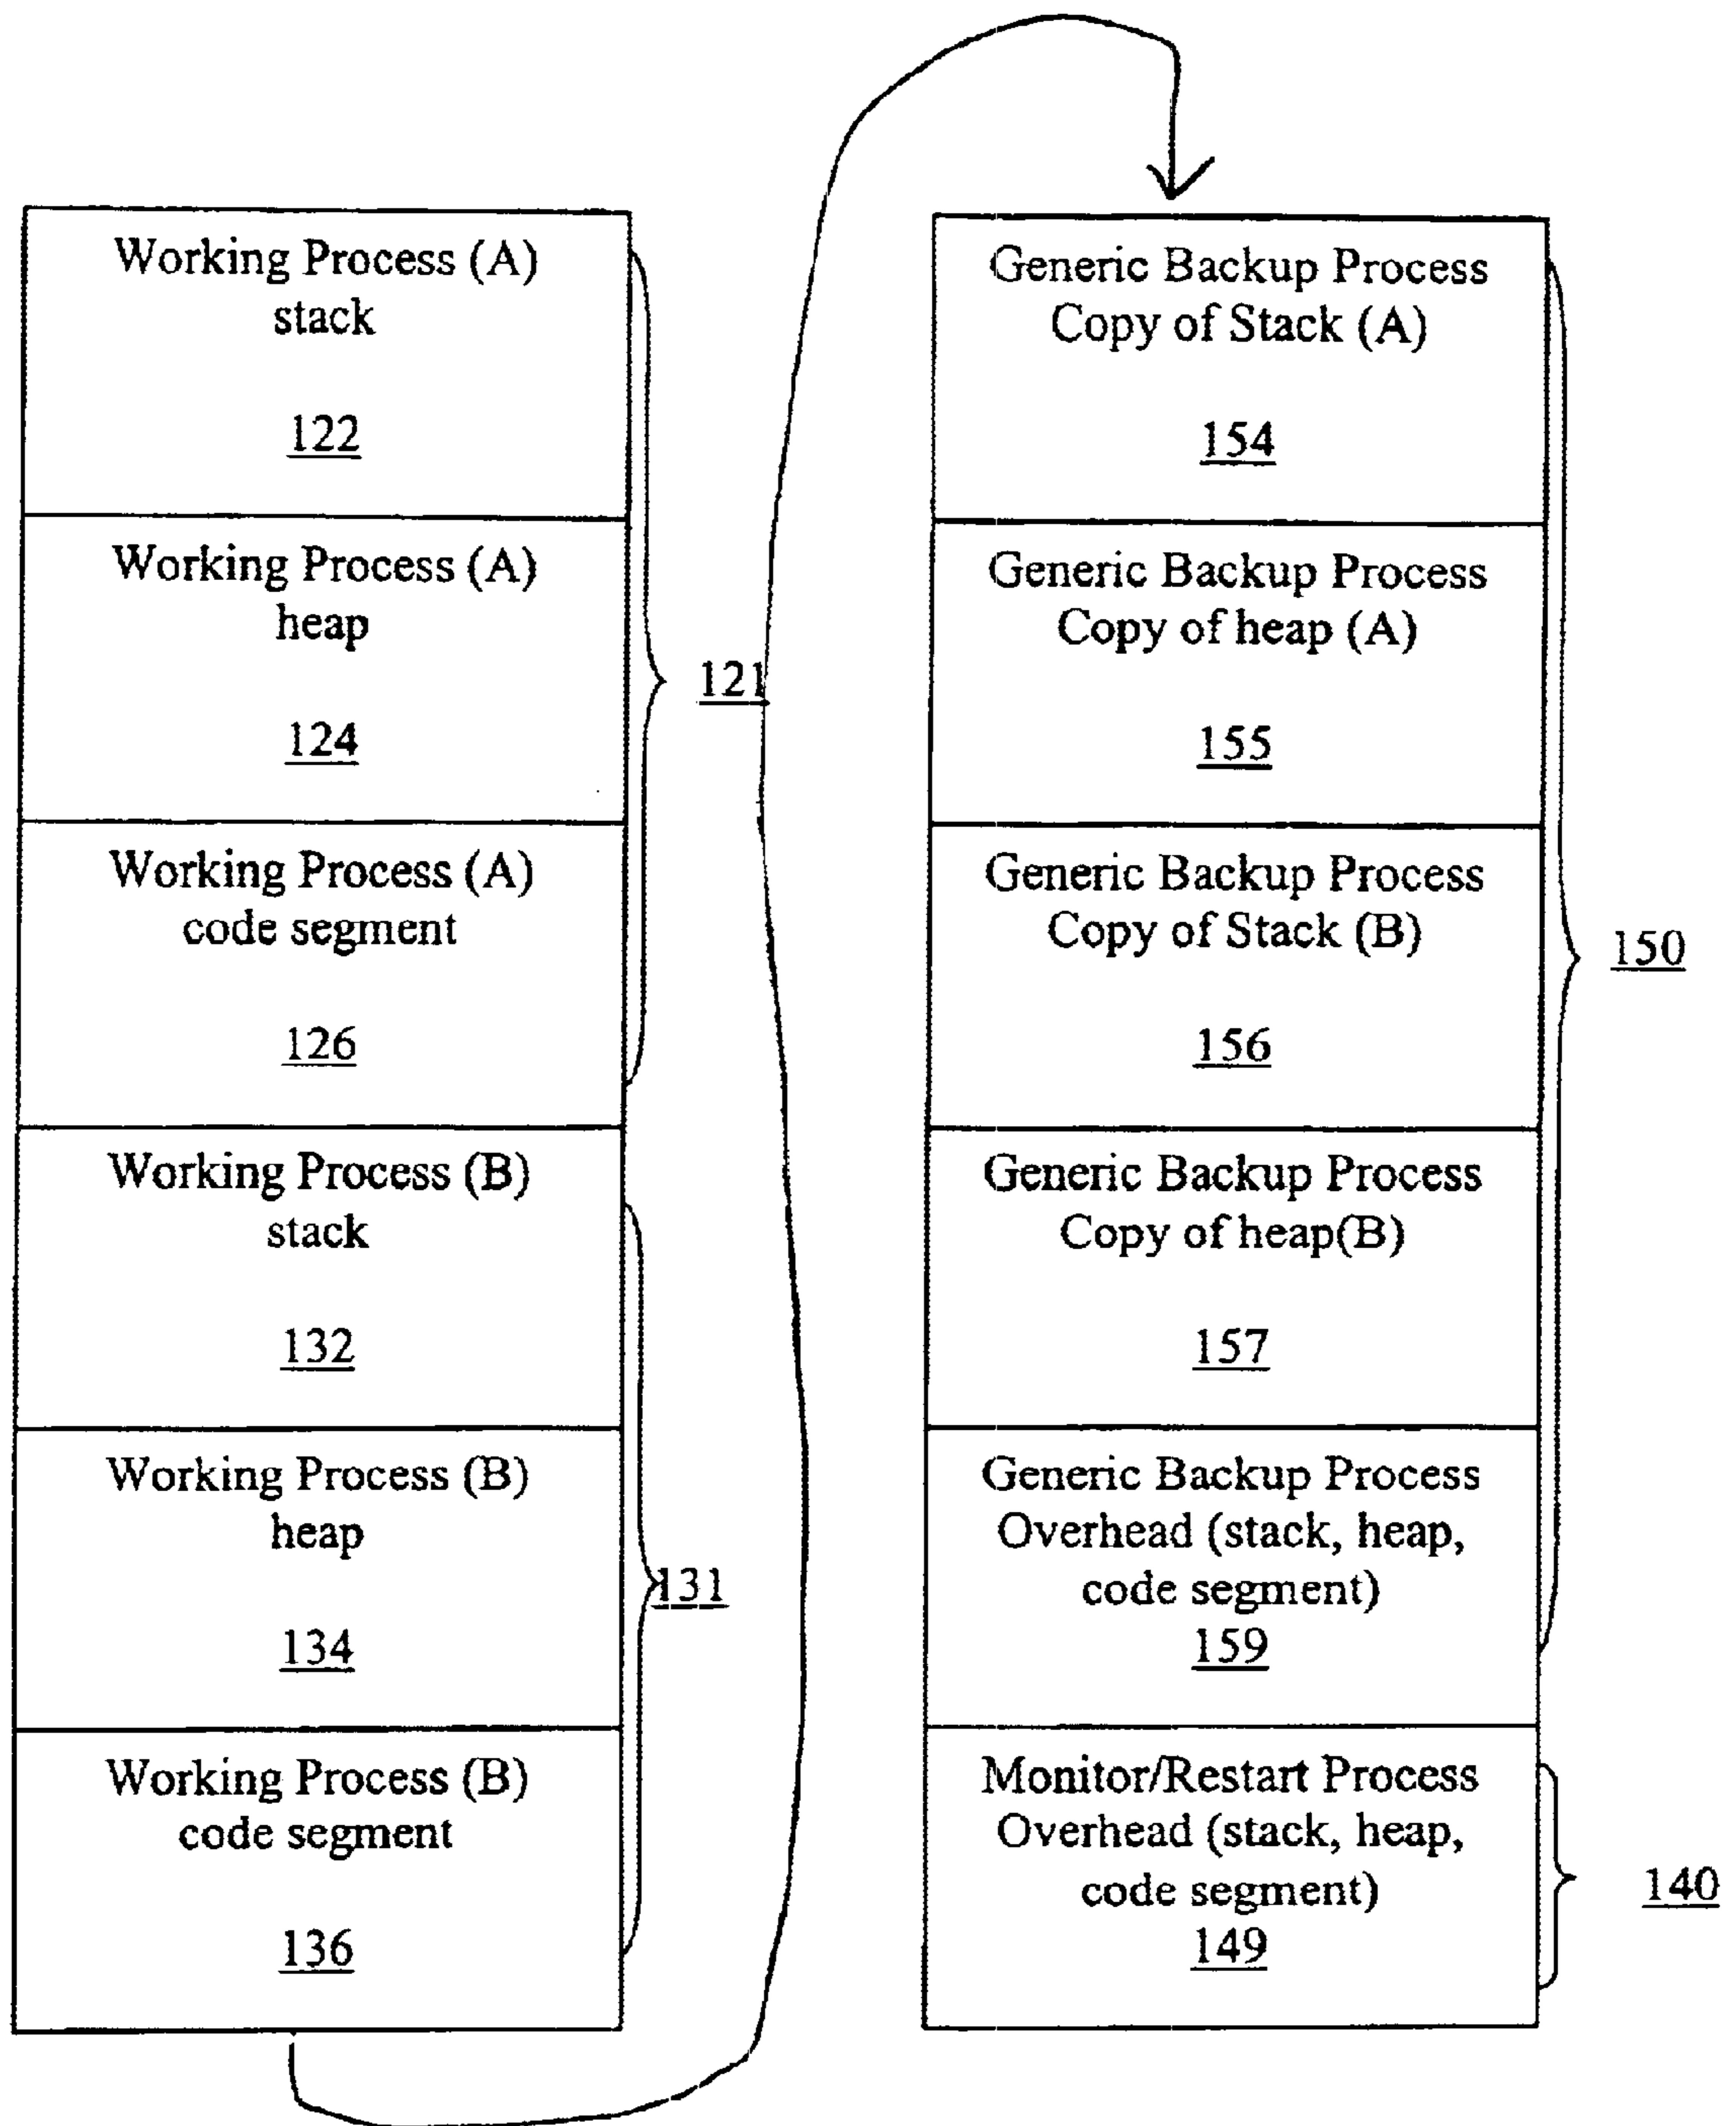 Working Process (A)
stack
122
Working Process (A)
heap
124
Working Process (A)
code segment
126
121
Working Process (B)
stack
132
Working Process (B)
heap
134
Working Process (B)
code segment
136
131
Generic Backup Process
Copy of Stack (A)
154
Generic Backup Process
Copy of heap (A)
155
Generic Backup Process
Copy of Stack (B)
156
Generic Backup Process
Copy of heap(B)
157
Generic Backup Process
Overhead (stack, heap,
code segment)
159
150
Monitor/Restart Process
Overhead (stack, heap,
code segment)
149
140